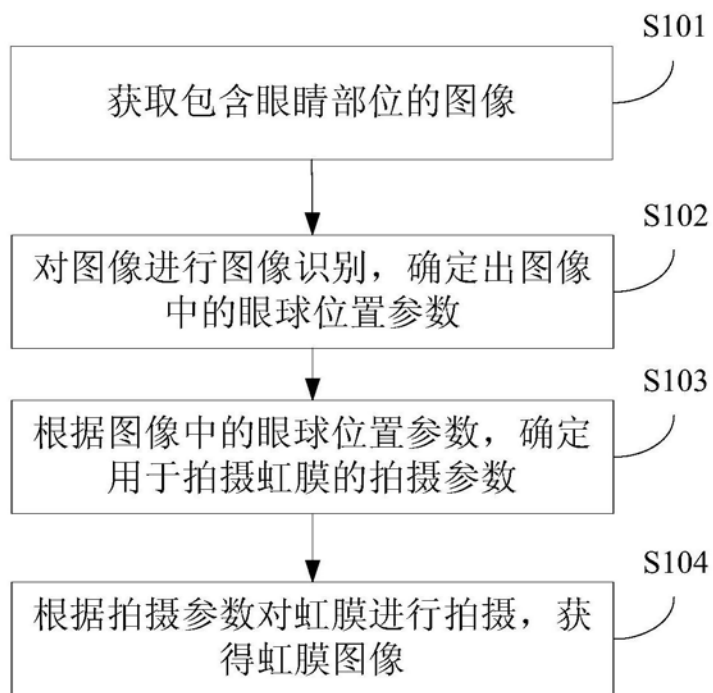 S101
获取包含眼睛部位的图像
S102
对图像进行图像识别，确定出图像
中的眼球位置参数
S103
根据图像中的眼球位置参数，确定
用于拍摄虹膜的拍摄参数
S104
根据拍摄参数对虹膜进行拍摄，获
得虹膜图像